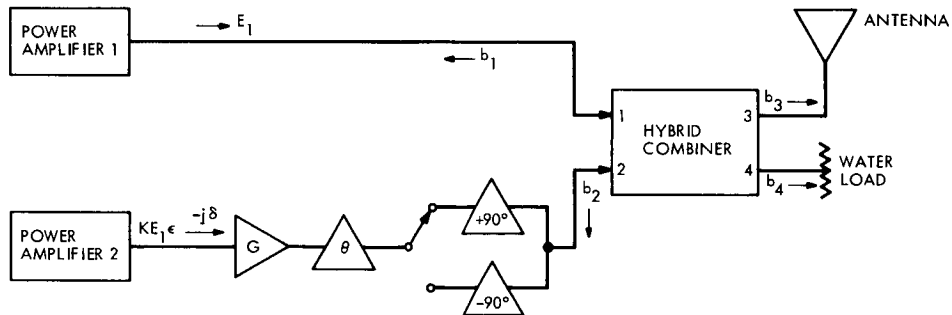 POWER
AMPLIFIER 1
E1
b1
ANTENNA
b3
1
3
HYBRID
COMBINER
2
4
b4
WATER
LOAD
b2
POWER
AMPLIFIER 2
KE1ϵ -jδ
G
θ
+90°
-90°